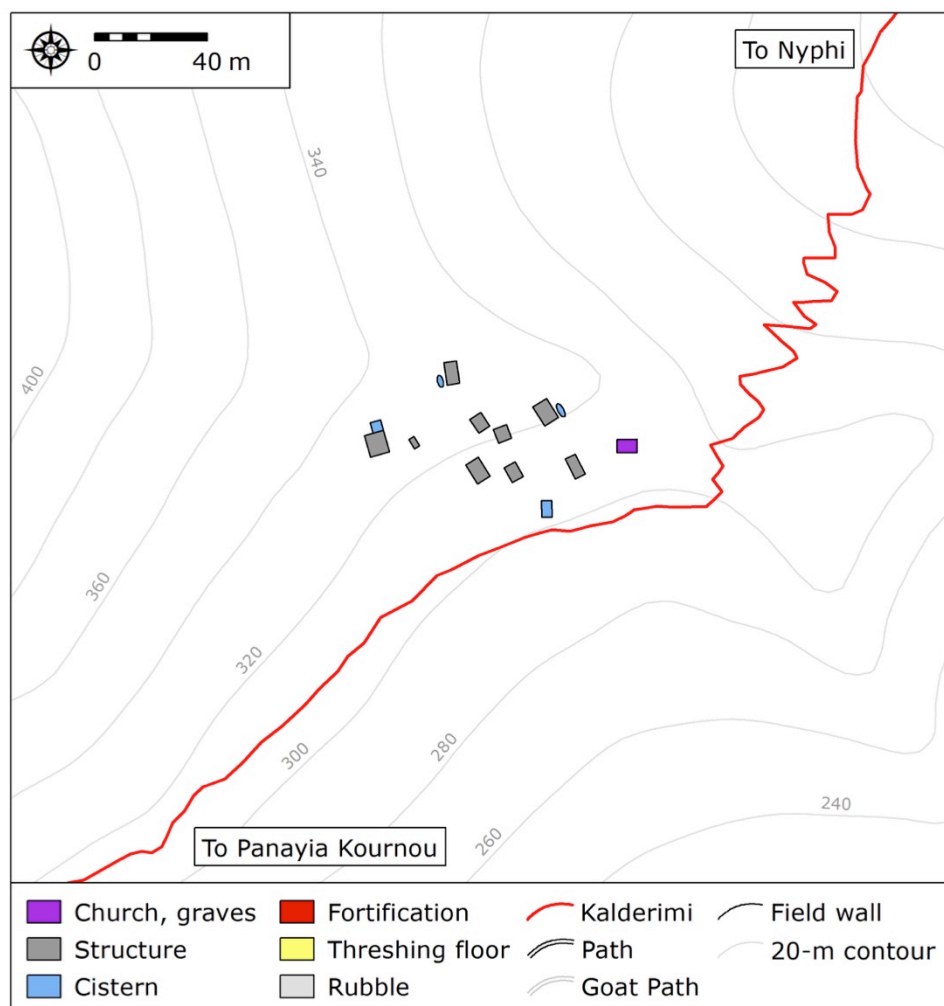 0 40 m
To Nyphi
340
400
360
320
300
280
260
240
To Panayia Kournou
Church, graves
Structure
Cistern
Fortification
Threshing floor
Rubble
Kalderimi
Path
Goat Path
Field wall
20-m contour